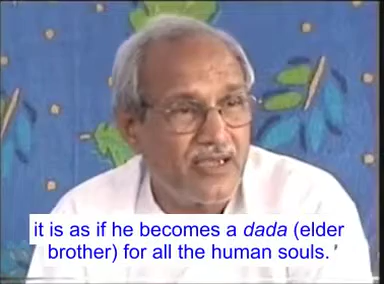 it is as if he becomes a dada (elder
brother) for all the human souls. '